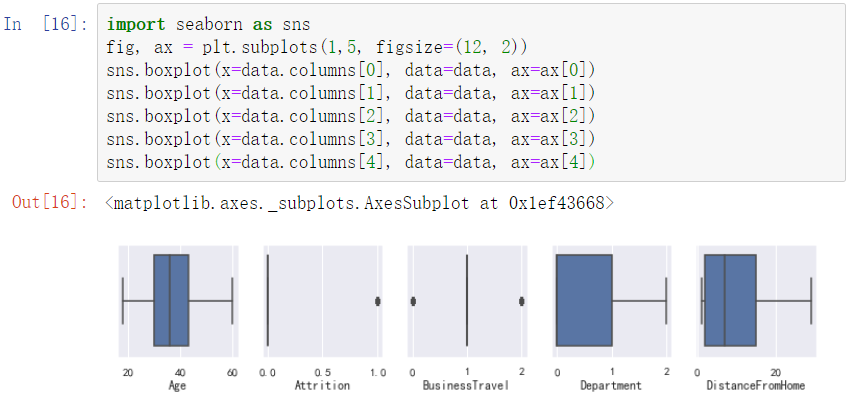 In [16]: import seaborn as sns
fig, ax = plt.subplots(1,5, figsize=(12, 2))
sns.boxplot(x=data.columns[0], data=data, ax=ax[0])
sns.boxplot(x=data.columns[1], data=data, ax=ax[1])
sns.boxplot(x=data.columns[2], data=data, ax=ax[2])
sns.boxplot(x=data.columns[3], data=data, ax=ax[3])
sns.boxplot(x=data.columns[4], data=data, ax=ax[4])
Out[16]: <matplotlib.axes._subplots.AxesSubplot at 0x1ef43668>
20 40 60 0.0 0.5 1.0 0 1 2 0 1 2 0 20
Age Attrition BusinessTravel Department DistanceFromHome